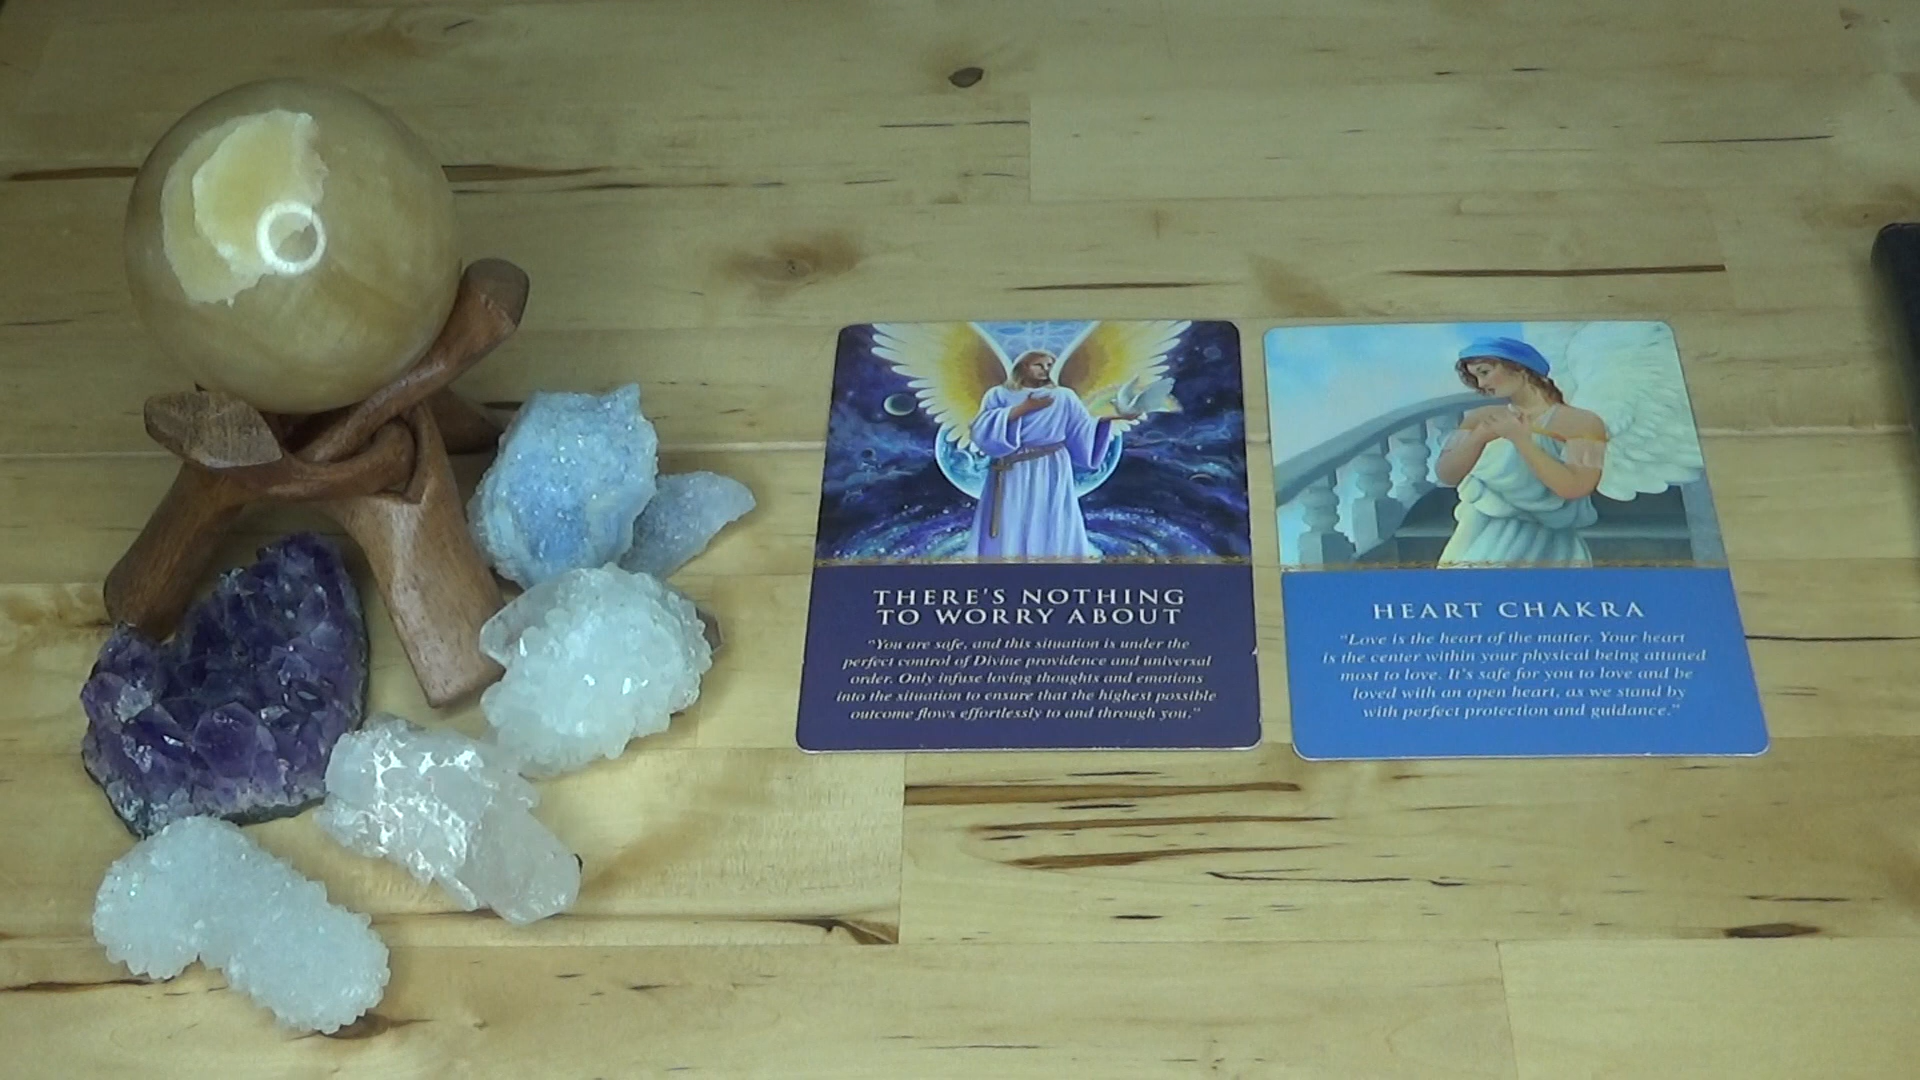 THERE'S NOTHING
TO WORRY ABOUT
"You are safe, and this situation is under the
perfect control of Divine providence and universal
order. Only infuse loving thoughts and emotions
into the situation to ensure that the highest possible
outcome flows effortlessly to and through you."
HEART CHAKRA
"Love is the heart of the matter. Your heart
is the center within your physical being attuned
most to love. It's safe for you to love and be
loved with an open heart, as we stand by
with perfect protection and guidance."